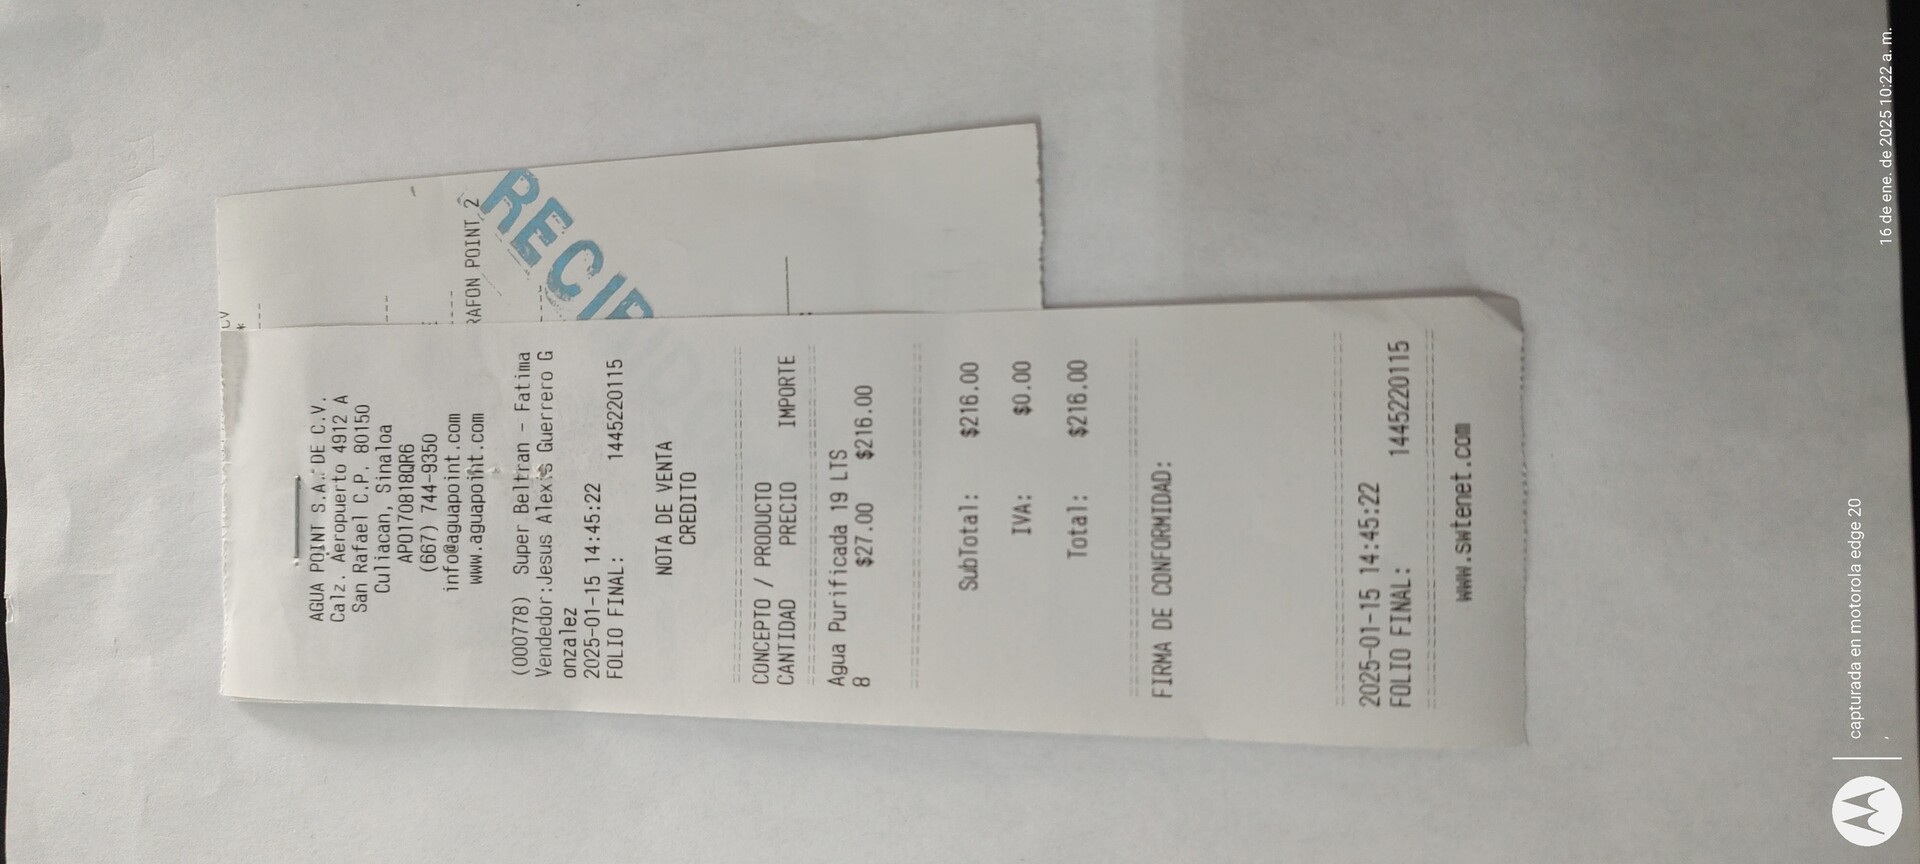 AGUA POINT S.A. DE C.V.
Calz. Aeropuerto 4912 A
San Rafael C.P. 80150
Culiacan, Sinaloa
APO170818QR6
(667) 744-9350
info@aguapoint.com
www.aguapoint.com
(000778) Super Beltran - Fatima
Vendedor:Jesus Alexis Guerrero G
onzalez
2025-01-15 14:45:22
FOLIO FINAL: 1445220115
NOTA DE VENTA
CREDITO
CONCEPTO / PRODUCTO
CANTIDAD PRECIO IMPORTE
Agua Purificada 19 LTS
8 $27.00 $216.00
SubTotal: $216.00
IVA: $0.00
Total: $216.00
FIRMA DE CONFORMIDAD:
2025-01-15 14:45:22
FOLIO FINAL: 1445220115
www.swtenet.com
CV
*
RAFON POINT 2
RECIB
capturada en motorola edge 20
16 de ene. de 2025 10:22 a. m.